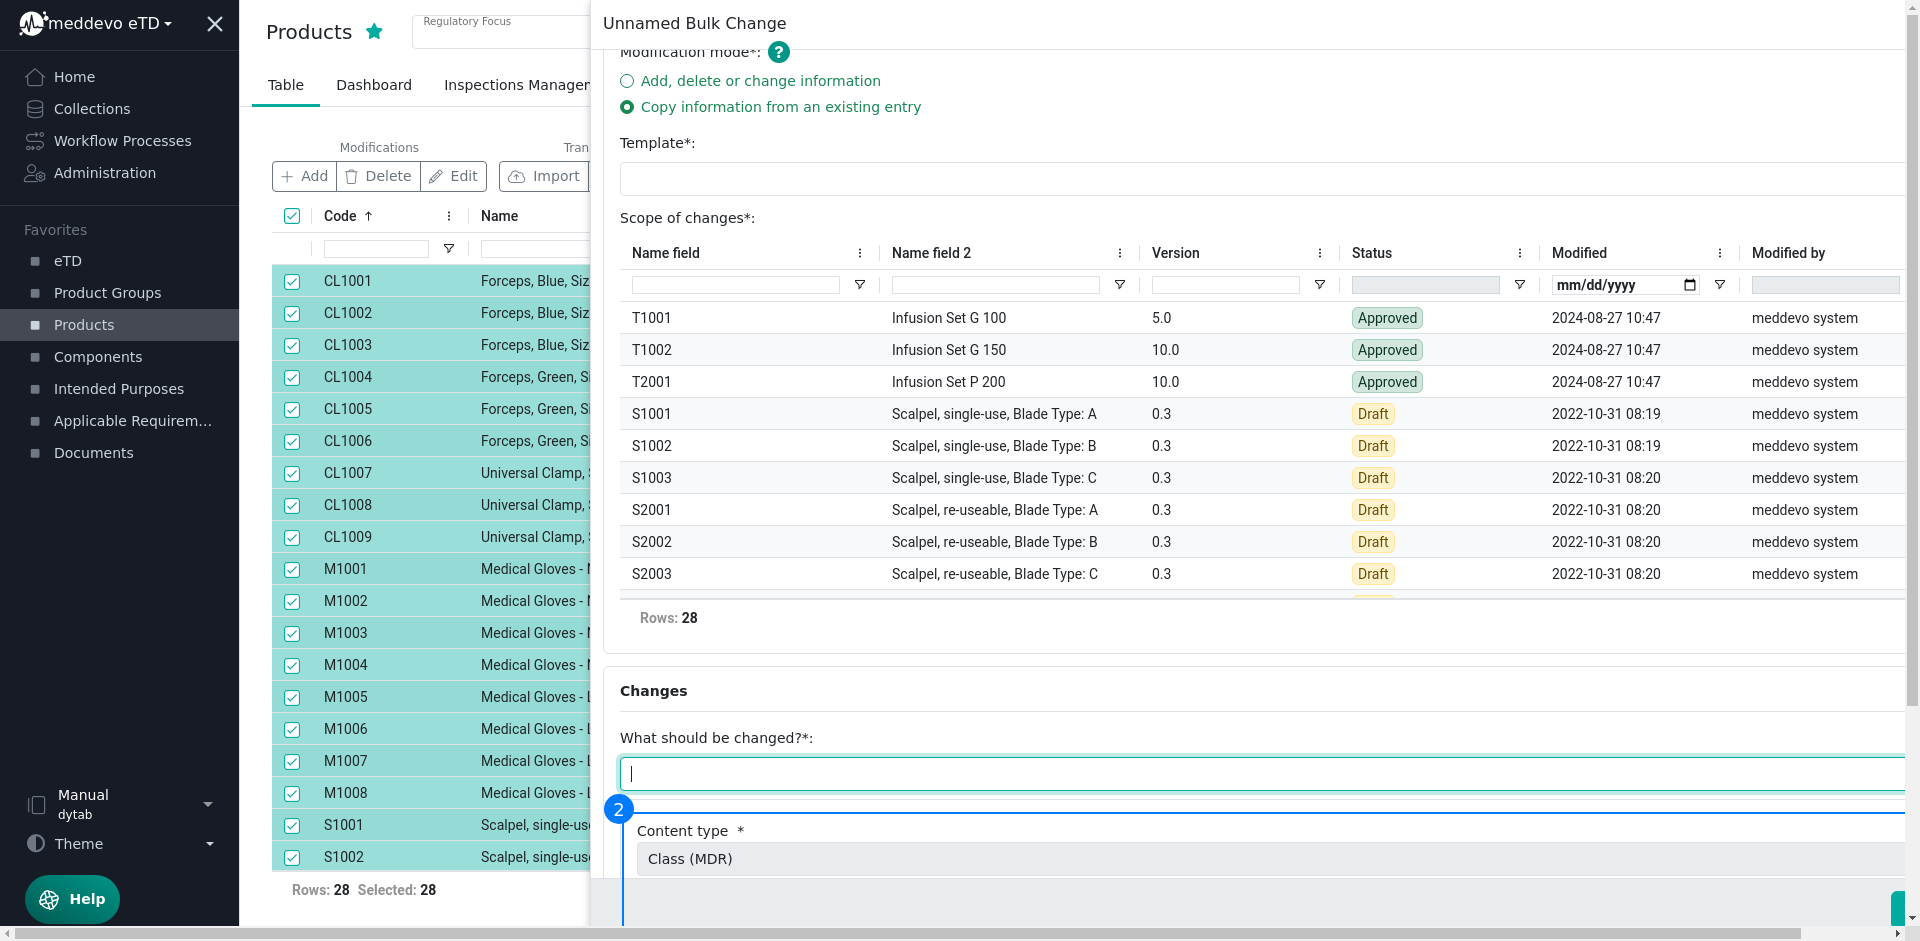 meddevo eTD
Home
Collections
Workflow Processes
Administration
Favorites
eTD
Product Groups
Products
Components
Intended Purposes
Applicable Requirem...
Documents
Manual
dytab
Theme
Help
Products
Regulatory Focus
Table
Dashboard
Inspections Manager
Modifications
Tran
Add
Delete
Edit
Import
Code
Name
CL1001 Forceps, Blue, Siz
CL1002 Forceps, Blue, Siz
CL1003 Forceps, Blue, Siz
CL1004 Forceps, Green, Si
CL1005 Forceps, Green, Si
CL1006 Forceps, Green, Si
CL1007 Universal Clamp,
CL1008 Universal Clamp,
CL1009 Universal Clamp,
M1001 Medical Gloves -
M1002 Medical Gloves -
M1003 Medical Gloves -
M1004 Medical Gloves -
M1005 Medical Gloves - L
M1006 Medical Gloves - L
M1007 Medical Gloves - L
M1008 Medical Gloves - L
S1001 Scalpel, single-us
S1002 Scalpel, single-us
Rows: 28 Selected: 28
Unnamed Bulk Change
Modification mode*: ?
Add, delete or change information
Copy information from an existing entry
Template*:
Scope of changes*:
Name field Name field 2 Version Status Modified Modified by
mm/dd/yyyy
T1001 Infusion Set G 100 5.0 Approved 2024-08-27 10:47 meddevo system
T1002 Infusion Set G 150 10.0 Approved 2024-08-27 10:47 meddevo system
T2001 Infusion Set P 200 10.0 Approved 2024-08-27 10:47 meddevo system
S1001 Scalpel, single-use, Blade Type: A 0.3 Draft 2022-10-31 08:19 meddevo system
S1002 Scalpel, single-use, Blade Type: B 0.3 Draft 2022-10-31 08:19 meddevo system
S1003 Scalpel, single-use, Blade Type: C 0.3 Draft 2022-10-31 08:20 meddevo system
S2001 Scalpel, re-useable, Blade Type: A 0.3 Draft 2022-10-31 08:20 meddevo system
S2002 Scalpel, re-useable, Blade Type: B 0.3 Draft 2022-10-31 08:20 meddevo system
S2003 Scalpel, re-useable, Blade Type: C 0.3 Draft 2022-10-31 08:20 meddevo system
Rows: 28
Changes
What should be changed?*:
2
Content type *
Class (MDR)